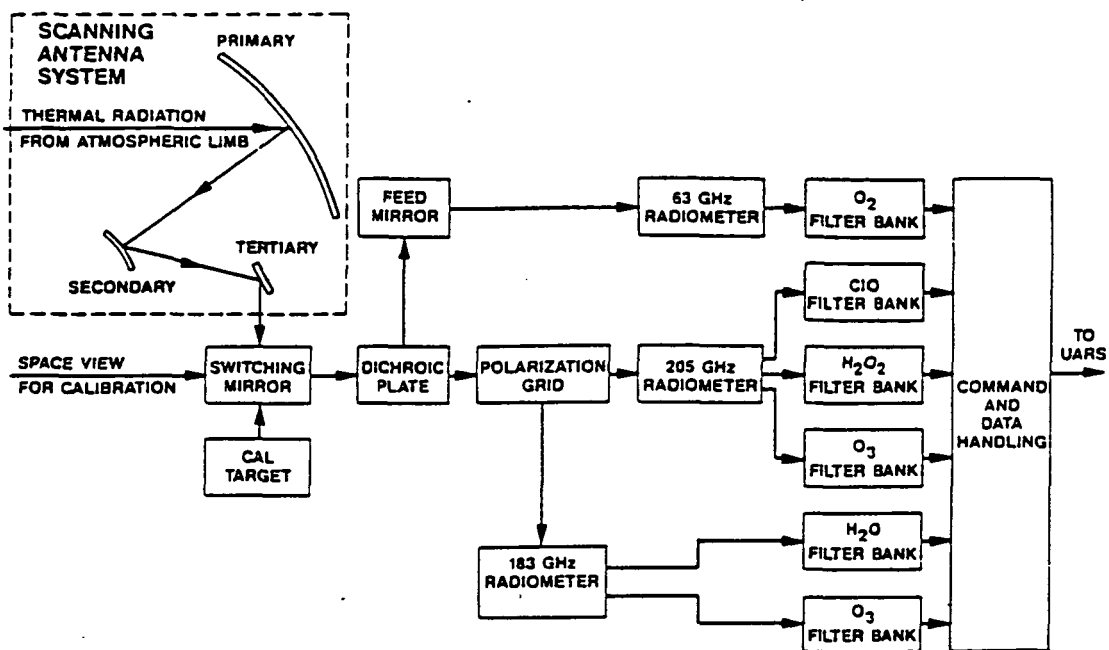 SCANNING
ANTENNA
SYSTEM
PRIMARY
THERMAL RADIATION
FROM ATMOSPHERIC LIMB
SECONDARY
TERTIARY
FEED
MIRROR
63 GHz
RADIOMETER
O2
FILTER BANK
ClO
FILTER BANK
SPACE VIEW
FOR CALIBRATION
SWITCHING
MIRROR
DICHROIC
PLATE
POLARIZATION
GRID
205 GHz
RADIOMETER
H2O2
FILTER BANK
COMMAND
AND
DATA
HANDLING
TO
UARS
CAL
TARGET
O3
FILTER BANK
183 GHz
RADIOMETER
H2O
FILTER BANK
O3
FILTER BANK